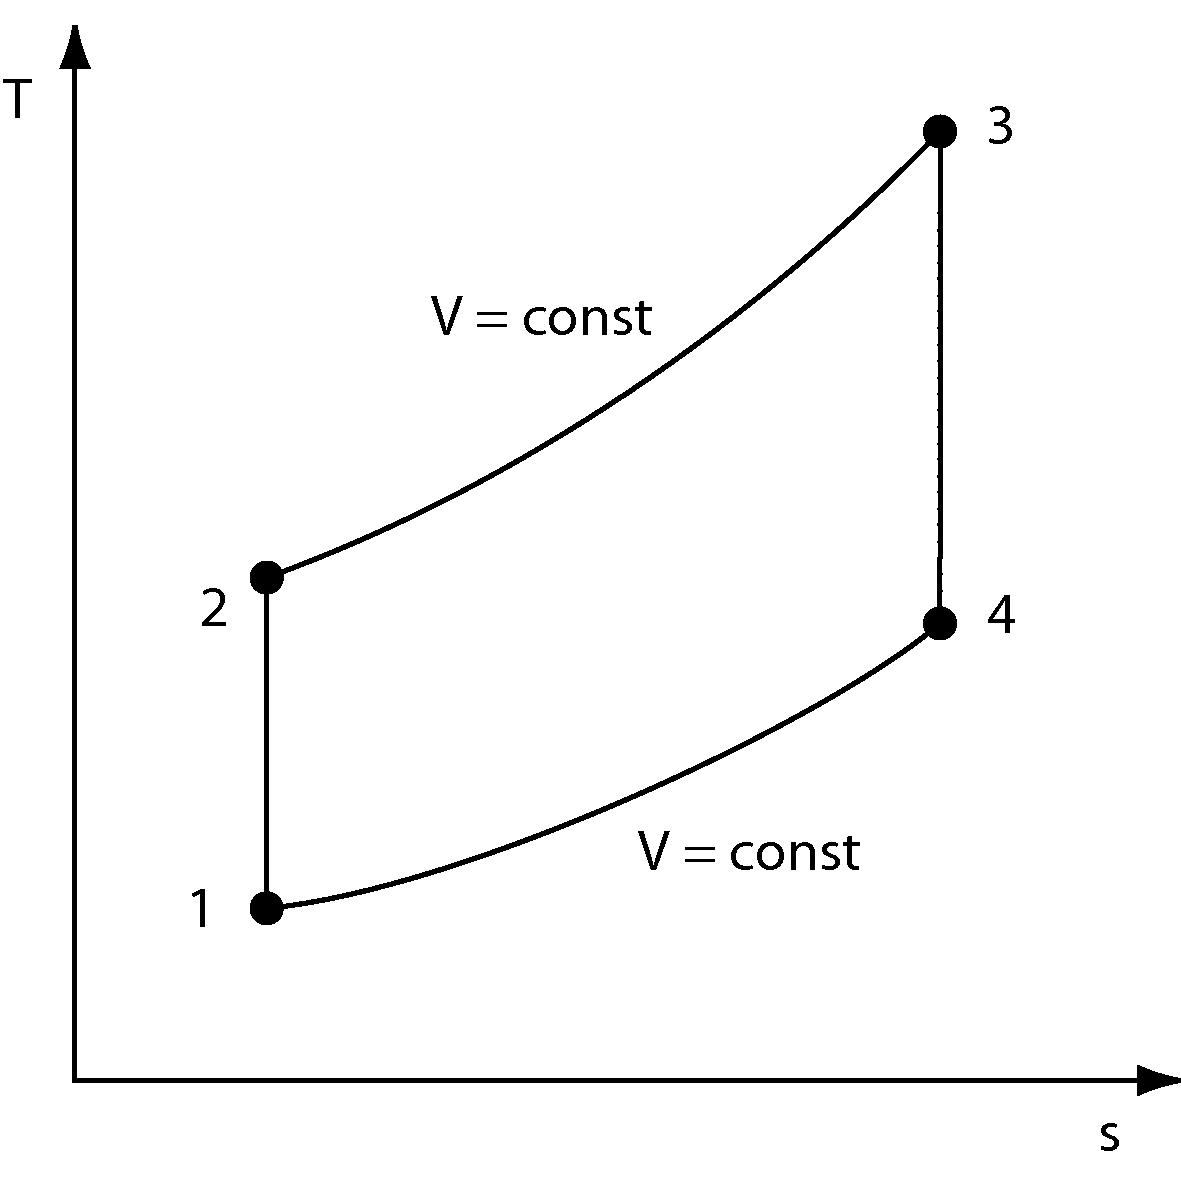 T
3
V = const
2
4
V = const
1
s